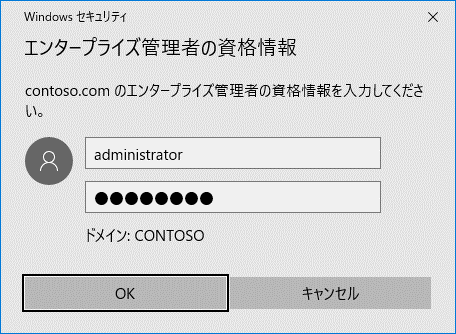 Windows セキュリティ
エンタープライズ管理者の資格情報
contoso.com のエンタープライズ管理者の資格情報を入力してくださ
い。
administrator
●●●●●●●●
ドメイン: CONTOSO
OK
キャンセル